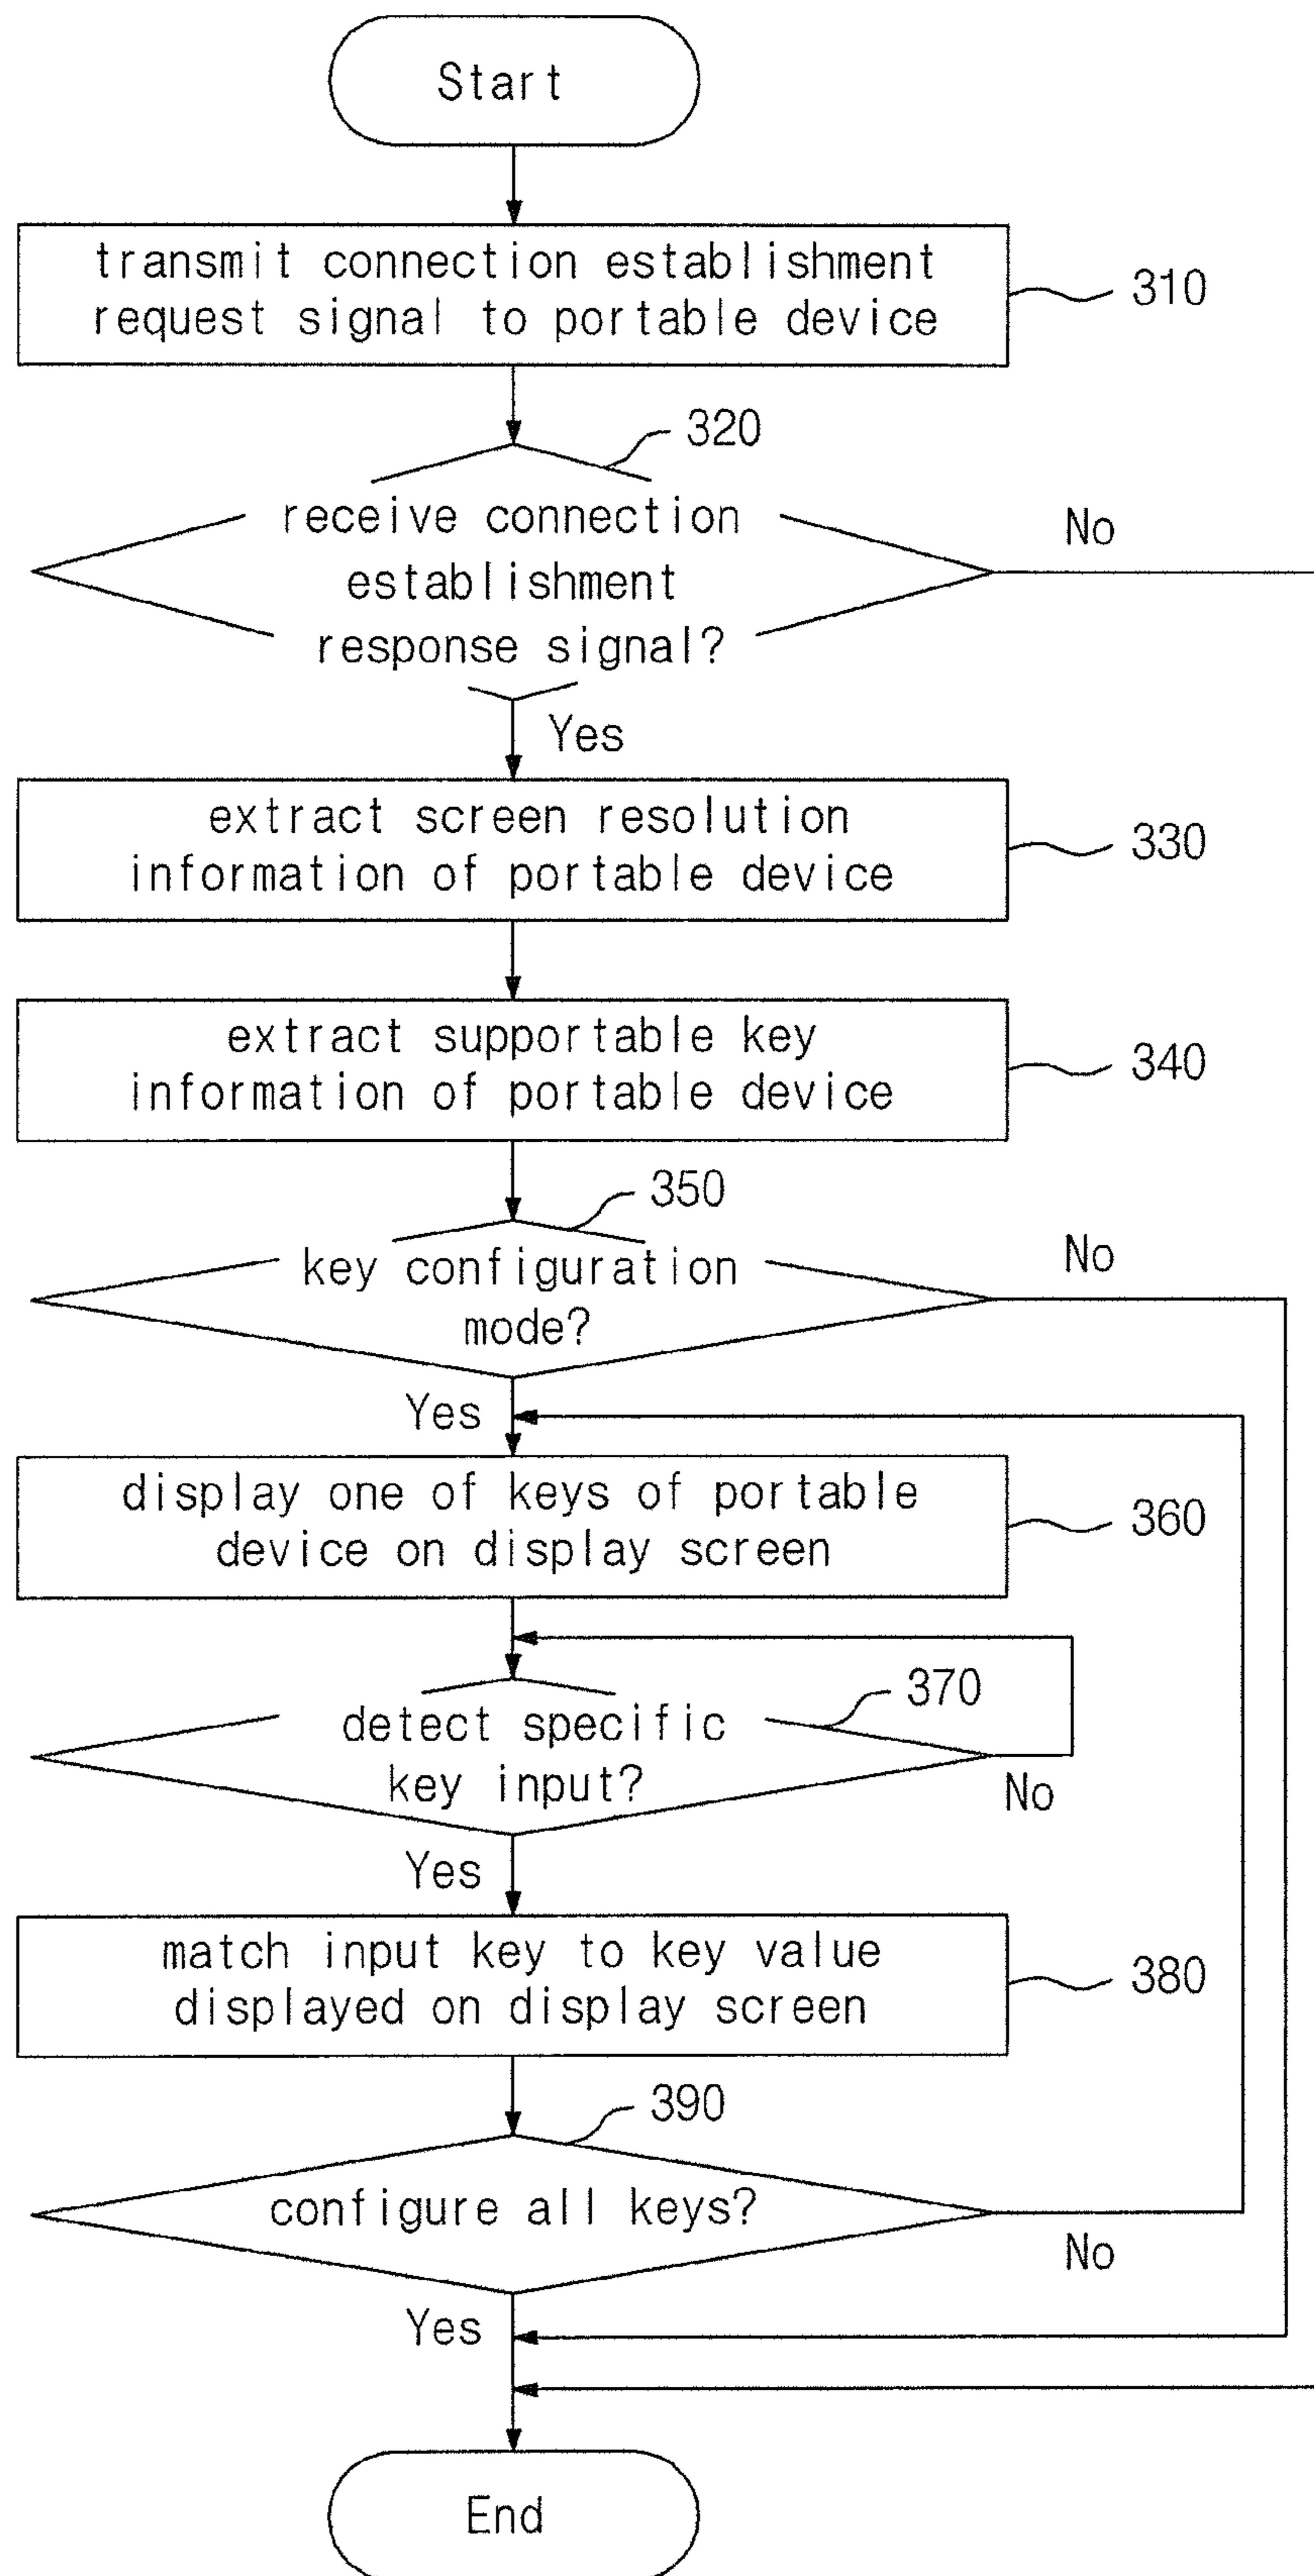 Start
transmit connection establishment
request signal to portable device
310
320
receive connection
establishment
response signal?
No
Yes
extract screen resolution
information of portable device
330
extract supportable key
information of portable device
340
350
key configuration
mode?
No
Yes
display one of keys of portable
device on display screen
360
370
detect specific
key input?
No
Yes
match input key to key value
displayed on display screen
380
390
configure all keys?
No
Yes
End